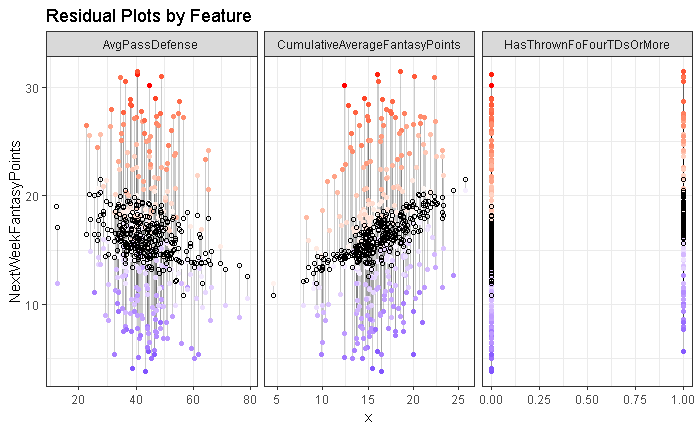 Residual Plots by Feature
AvgPassDefense
CumulativeAverageFantasyPoints
HasThrownFoFourTDsOrMore
NextWeekFantasyPoints
30
20
10
20 40 60 80
5 10 15 20 25
0.00 0.25 0.50 0.75 1.00
x